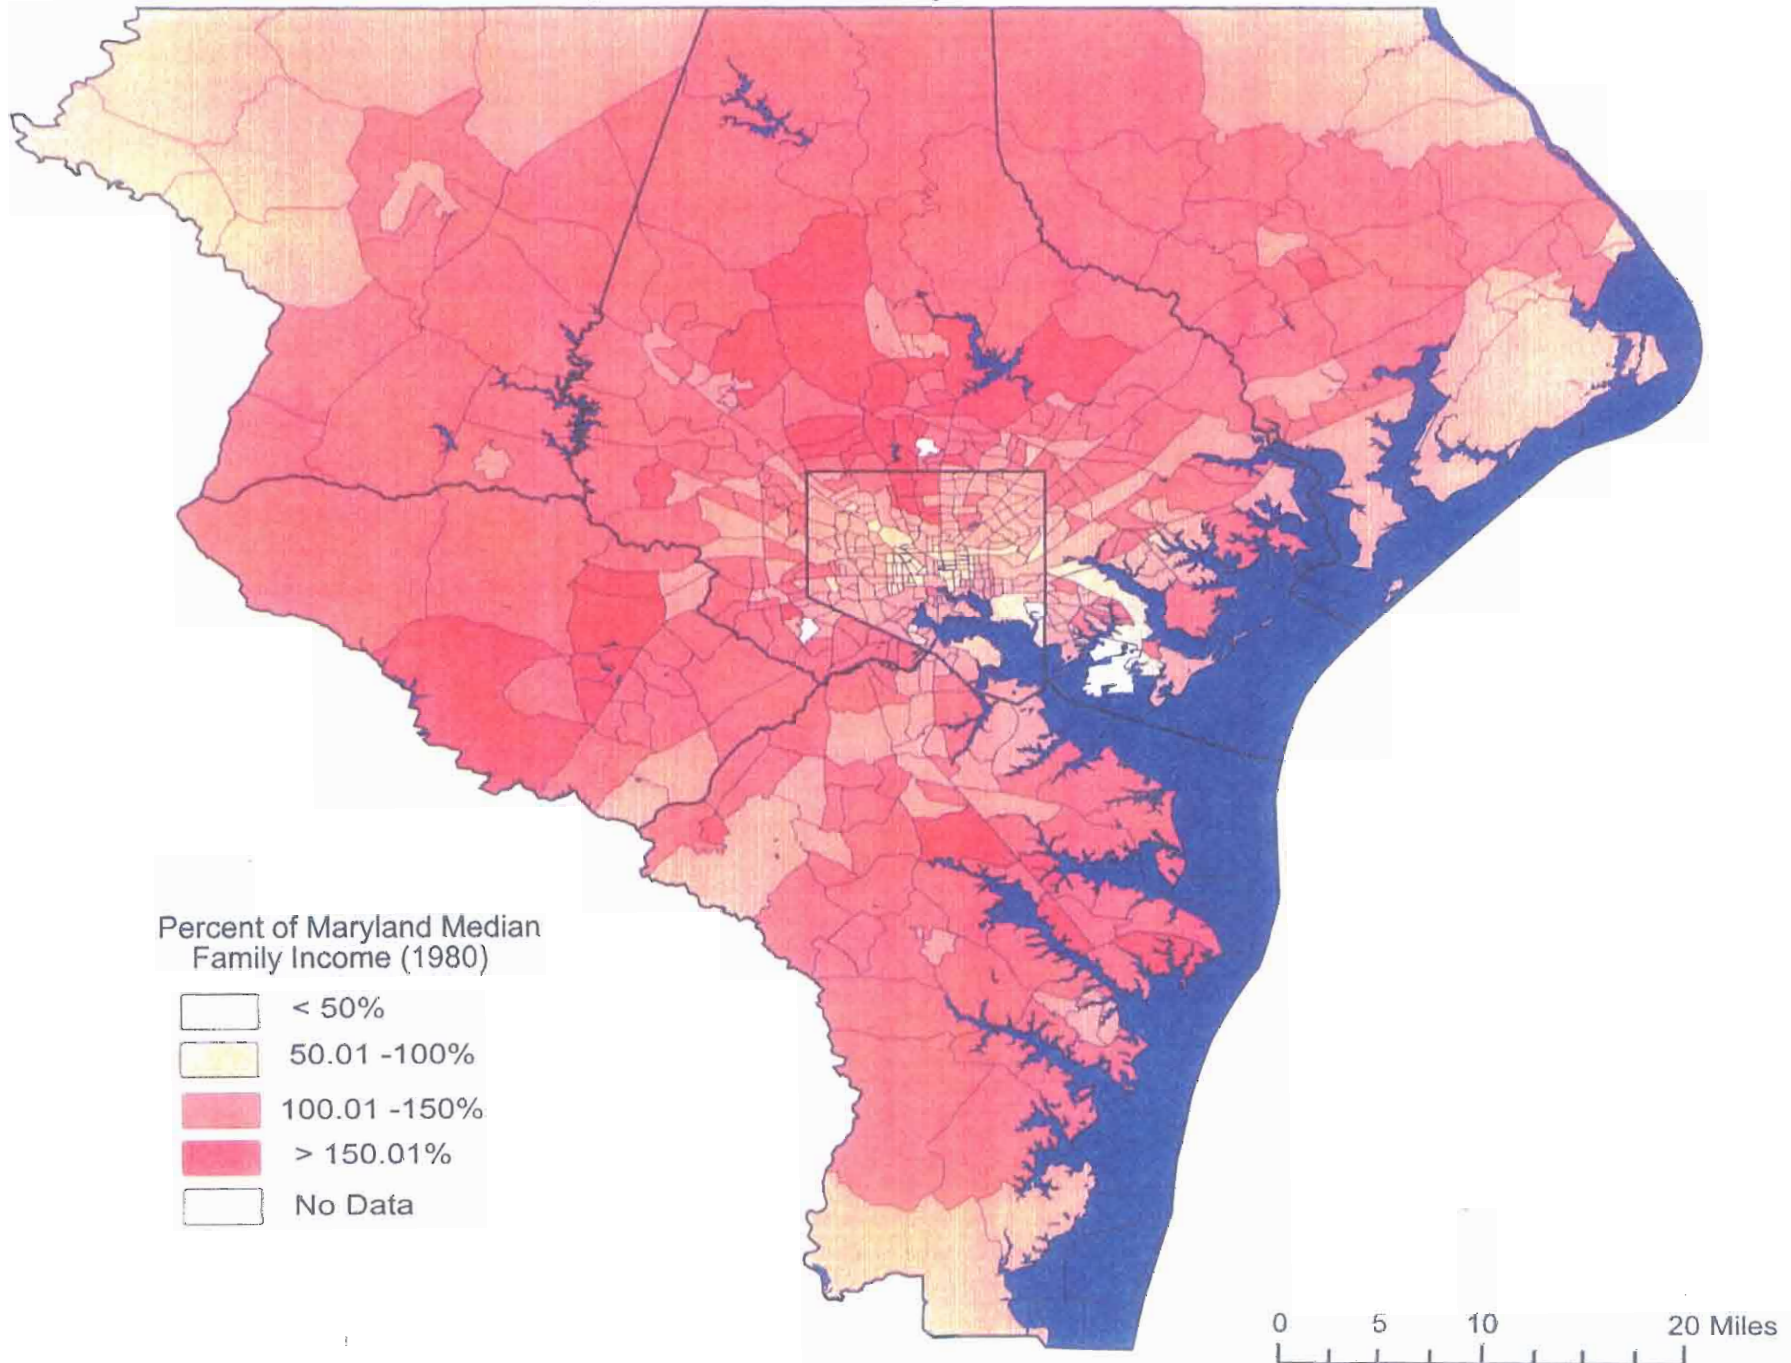 Percent of Maryland Median
Family Income (1980)
< 50%
50.01 -100%
100.01 -150%
> 150.01%
No Data
0 5 10 20 Miles